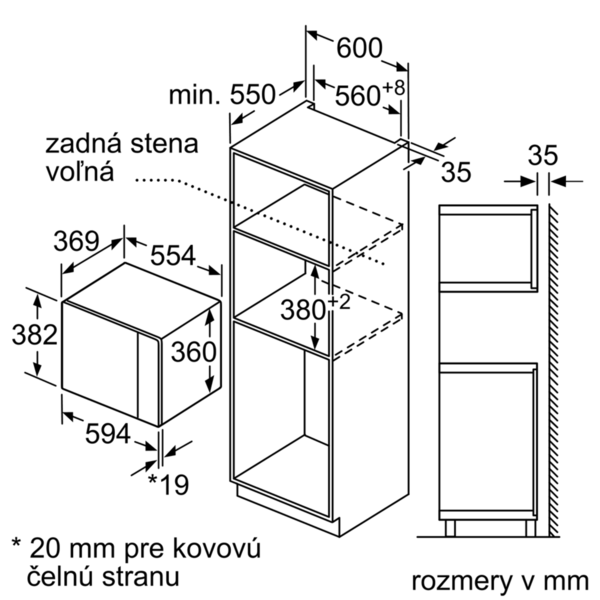 600
min. 550
560+8
zadná stena
voľná
35
35
369
554
382
360
380+2
594
*19
* 20 mm pre kovovú
čelnú stranu
rozmery v mm